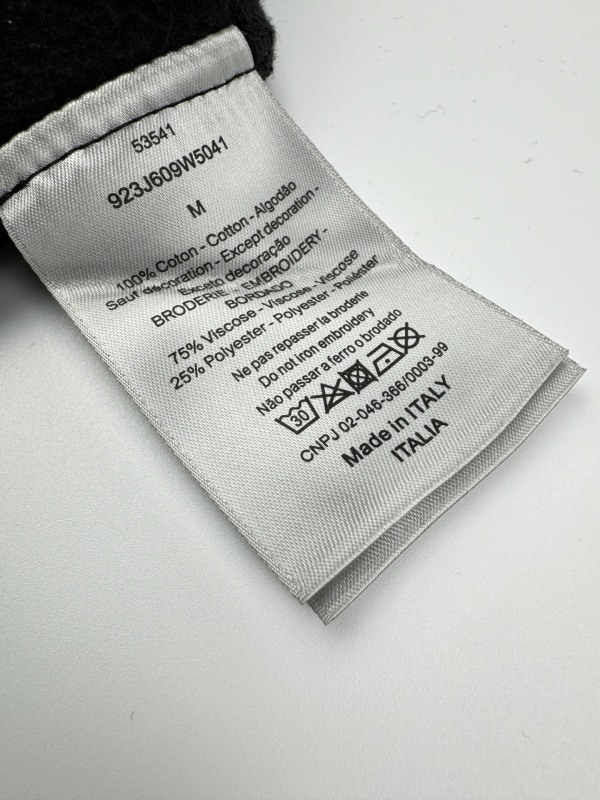 53541
923J609W5041
M
100% Coton - Cotton - Algodão
Sauf décoration - Except decoration -
Exceto decoração
BRODERIE - EMBROIDERY -
BORDADO
75% Viscose - Viscose - Viscose
25% Polyester - Polyester - Polyester
Ne pas repasser la broderie
Do not iron embroidery
Não passar a ferro o bordado
30
CNPJ 02-046-366/0003-99
Made in ITALY
ITALIA